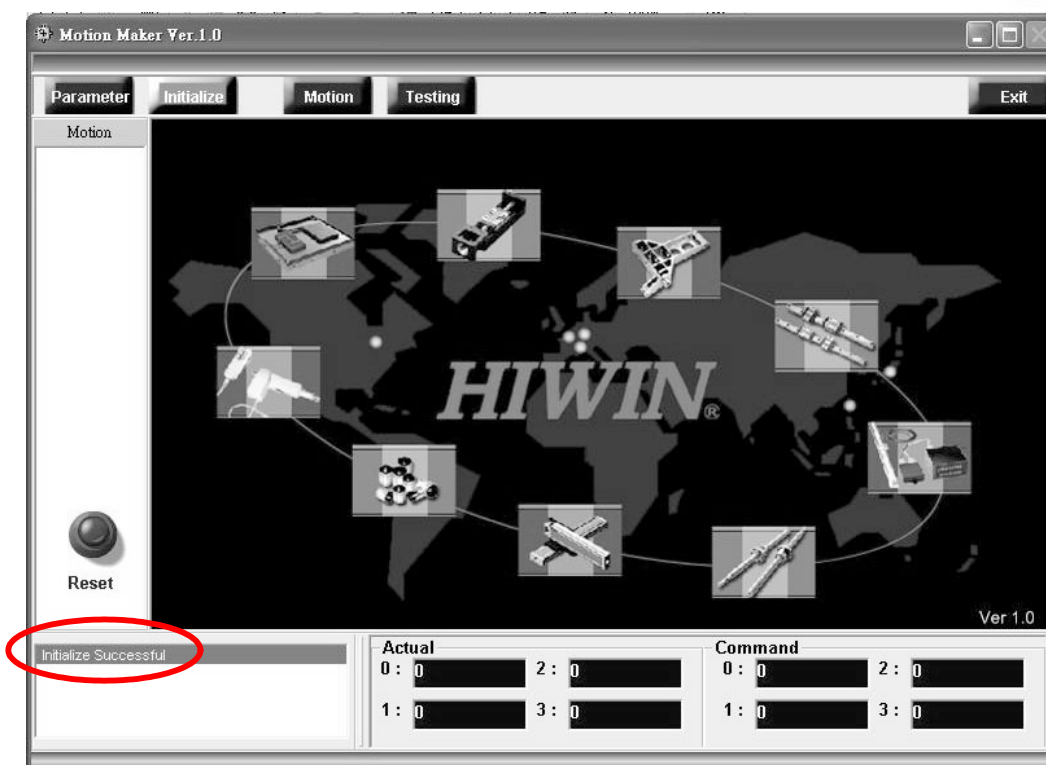 Motion Maker Ver.1.0
Parameter Initialize Motion Testing Exit
Motion
HIWIN®
Reset
Ver 1.0
Initialize Successful
Actual Command
0 : 0 2 : 0 0 : 0 2 : 0
1 : 0 3 : 0 1 : 0 3 : 0